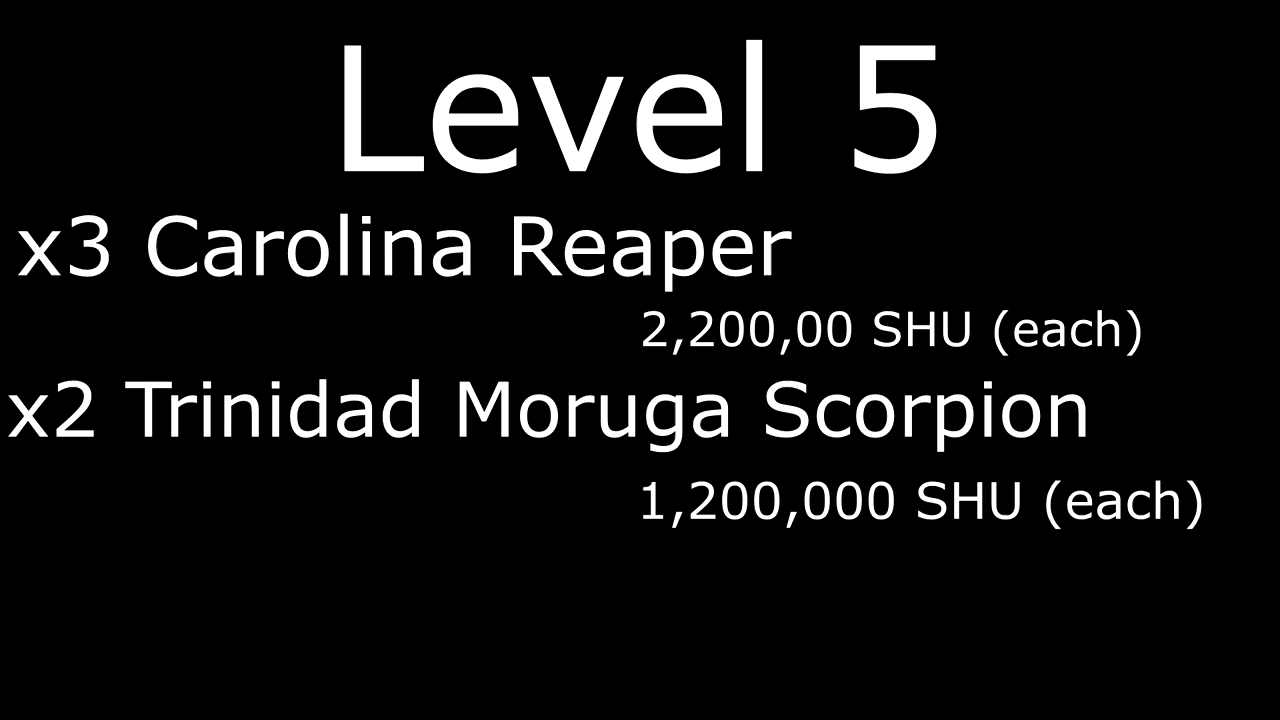 Level 5
x3 Carolina Reaper
2,200,00 SHU (each)
x2 Trinidad Moruga Scorpion
1,200,000 SHU (each)